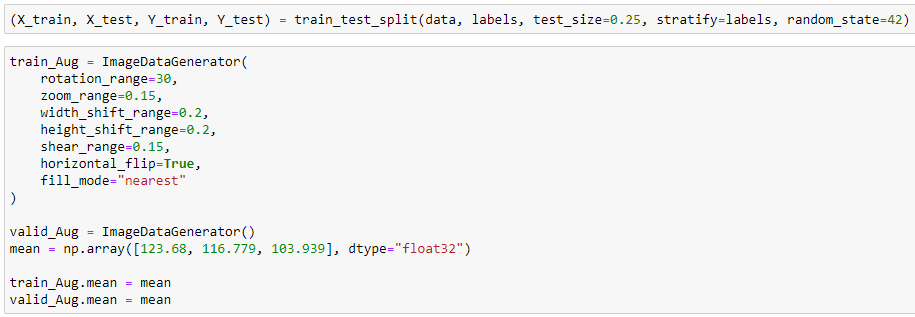 (X_train, X_test, Y_train, Y_test) = train_test_split(data, labels, test_size=0.25, stratify=labels, random_state=42)
train_Aug = ImageDataGenerator(
    rotation_range=30,
    zoom_range=0.15,
    width_shift_range=0.2,
    height_shift_range=0.2,
    shear_range=0.15,
    horizontal_flip=True,
    fill_mode="nearest"
)
valid_Aug = ImageDataGenerator()
mean = np.array([123.68, 116.779, 103.939], dtype="float32")
train_Aug.mean = mean
valid_Aug.mean = mean